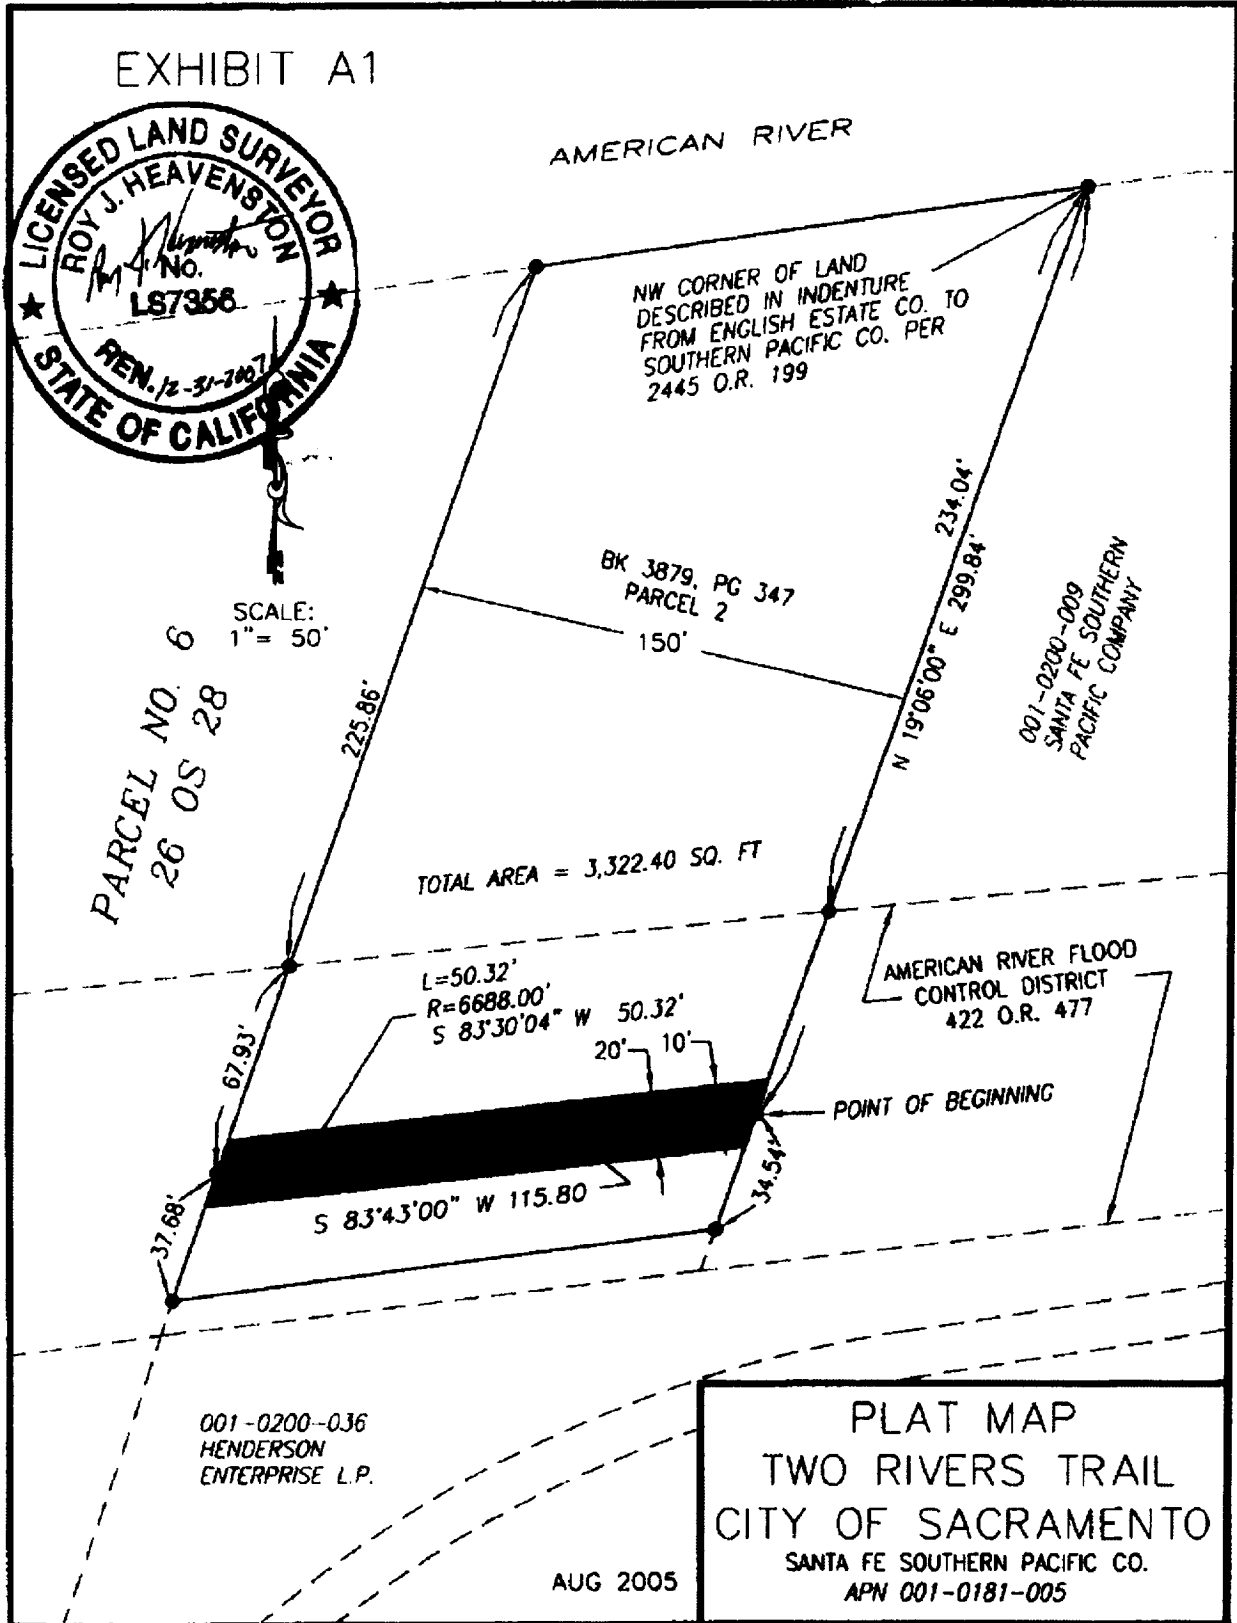 EXHIBIT A1
LICENSED LAND SURVEYOR
ROY J. HEAVENSTON
No.
LS7356
REN. 12-31-2007
STATE OF CALIFORNIA
AMERICAN RIVER
NW CORNER OF LAND
DESCRIBED IN INDENTURE
FROM ENGLISH ESTATE CO. TO
SOUTHERN PACIFIC CO. PER
2445 O.R. 199
SCALE:
1"= 50'
BK 3879, PG 347
PARCEL 2
150'
234.04'
N 19°06'00" E 299.84'
001-0200-009
SANTA FE SOUTHERN
PACIFIC COMPANY
PARCEL NO. 6
26 OS 28
225.86'
TOTAL AREA = 3,322.40 SQ. FT
L=50.32'
R=6688.00'
S 83°30'04" W 50.32'
20'
10'
AMERICAN RIVER FLOOD
CONTROL DISTRICT
422 O.R. 477
67.93'
POINT OF BEGINNING
34.54'
S 83°43'00" W 115.80
37.68'
001-0200-036
HENDERSON
ENTERPRISE L.P.
AUG 2005
PLAT MAP
TWO RIVERS TRAIL
CITY OF SACRAMENTO
SANTA FE SOUTHERN PACIFIC CO.
APN 001-0181-005